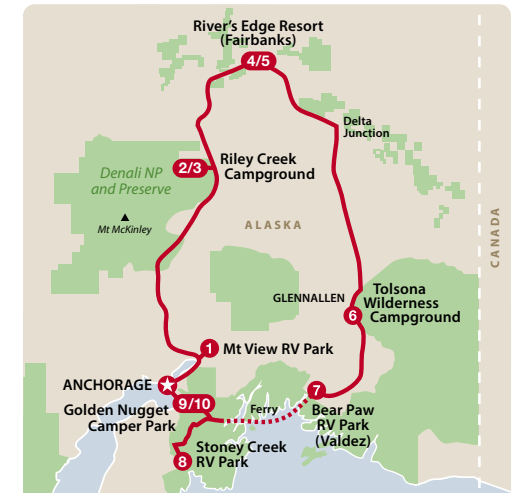 River's Edge Resort
(Fairbanks)
4/5
Delta
Junction
2/3
Riley Creek
Campground
Denali NP
and Preserve
Mt McKinley
ALASKA
CANADA
GLENNALLEN
Tolsona
Wilderness
Campground
6
1
Mt View RV Park
ANCHORAGE
9/10
Golden Nugget
Camper Park
Ferry
7
Bear Paw
RV Park
(Valdez)
8
Stoney Creek
RV Park